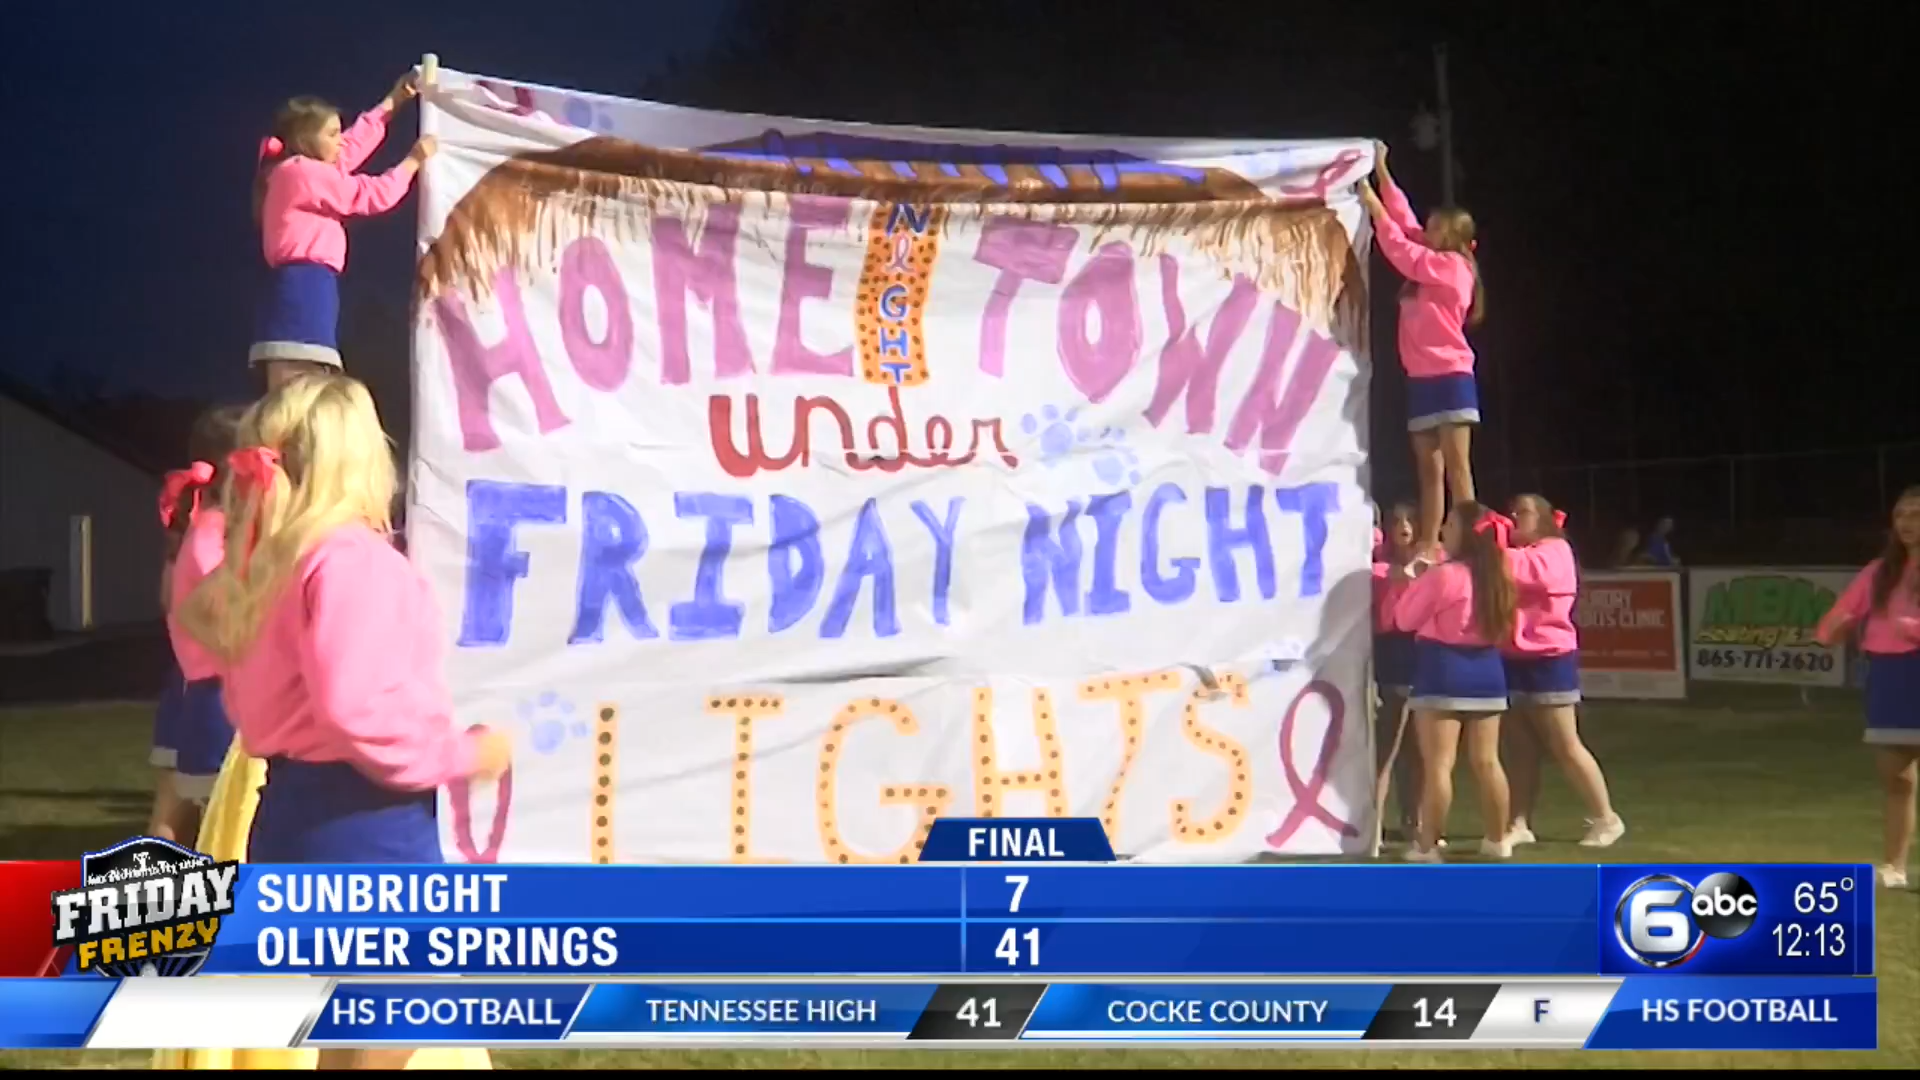 NIGHT
HOME TOWN
under
FRIDAY NIGHT
LIGHTS
865-771-2620
FINAL
FRIDAY
FRENZY
SUNBRIGHT 7
OLIVER SPRINGS 41
6 abc 65°
12:13
HS FOOTBALL TENNESSEE HIGH 41 COCKE COUNTY 14 F HS FOOTBALL